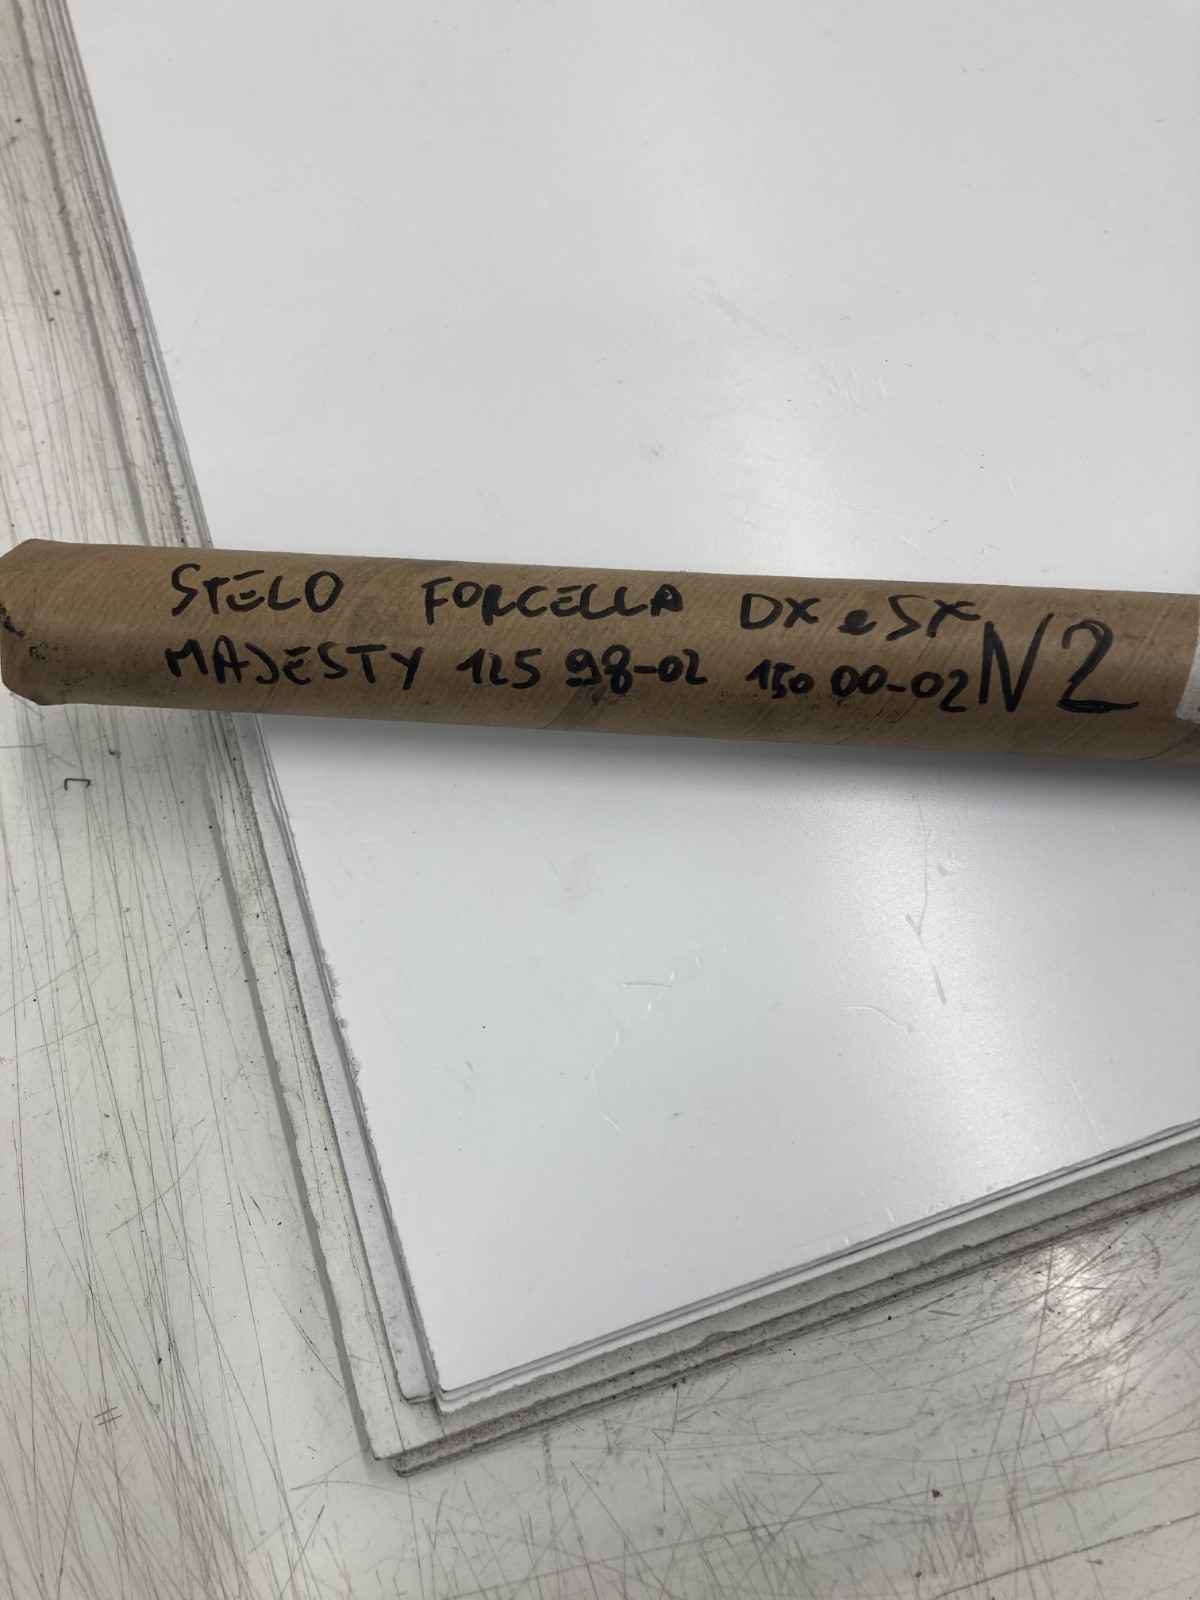 STELO FORCELLA DX e SX
MAJESTY 125 98-02 150 00-02 N2